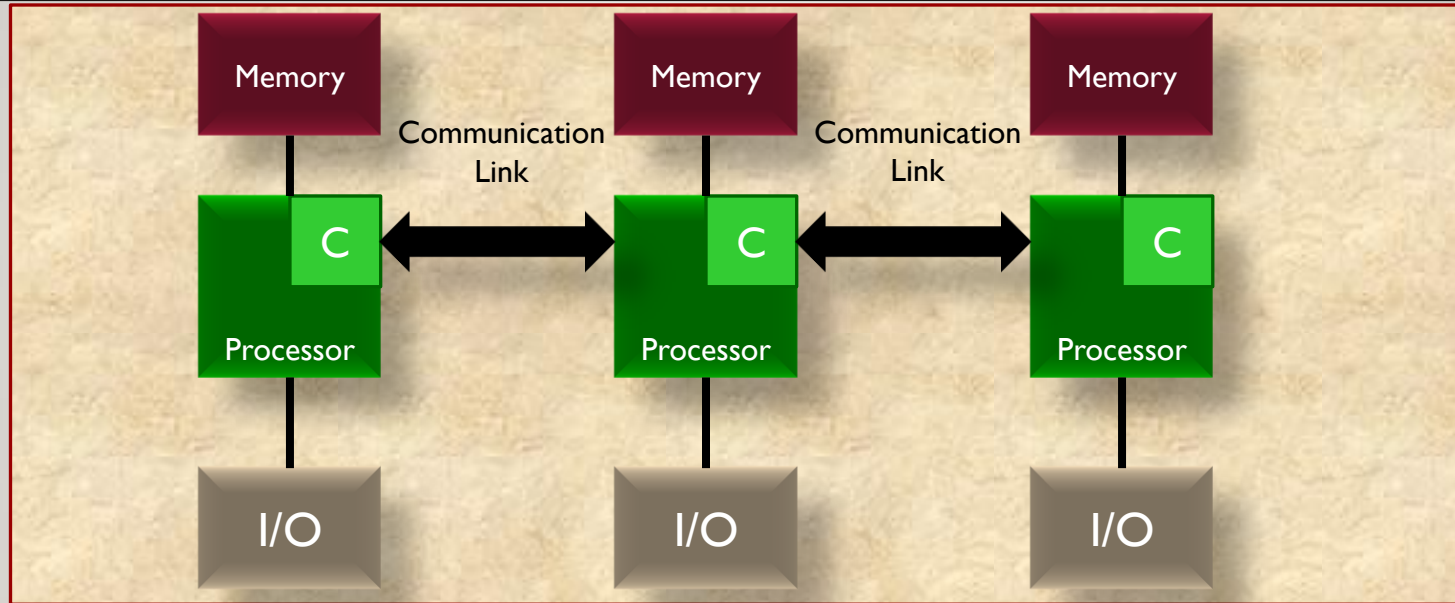 Memory
Memory
Memory
Communication
Link
Communication
Link
C
C
C
Processor
Processor
Processor
I/O
I/O
I/O